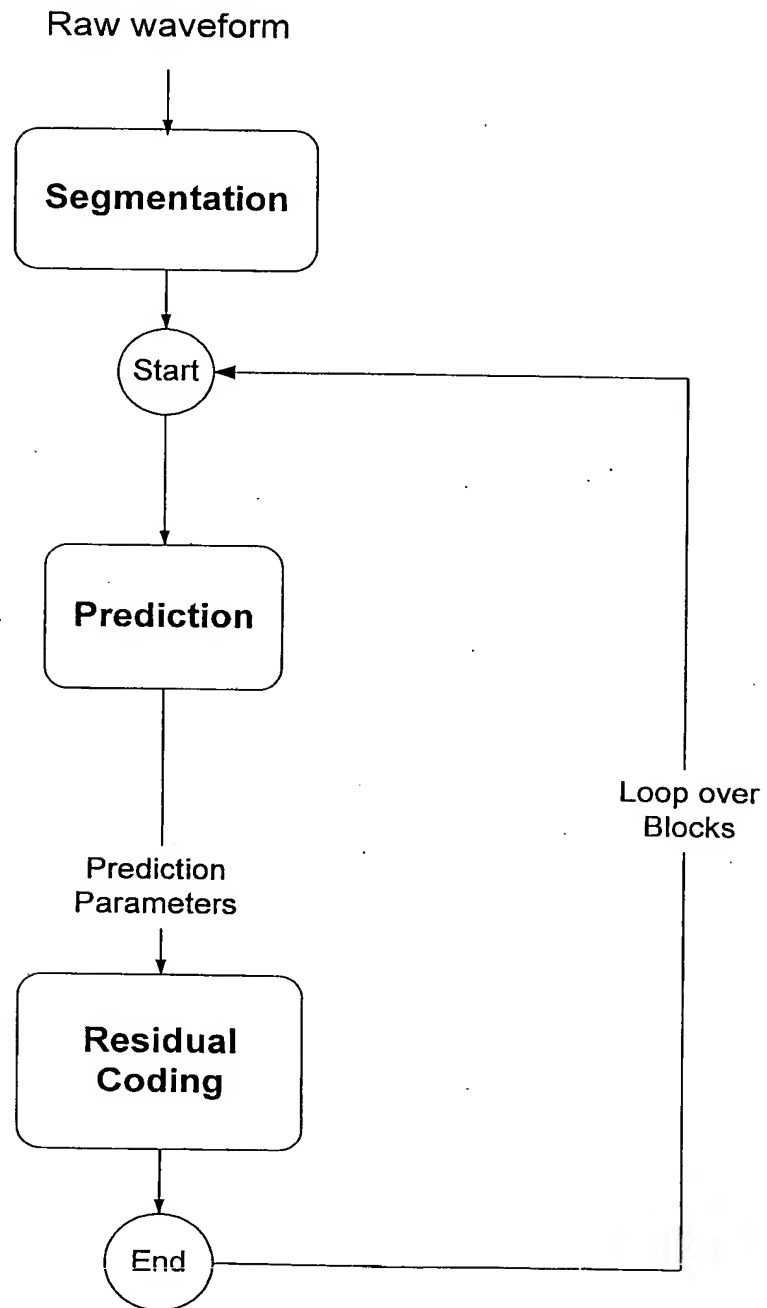 Raw waveform
Segmentation
Start
Prediction
Loop over
Blocks
Prediction
Parameters
Residual
Coding
End